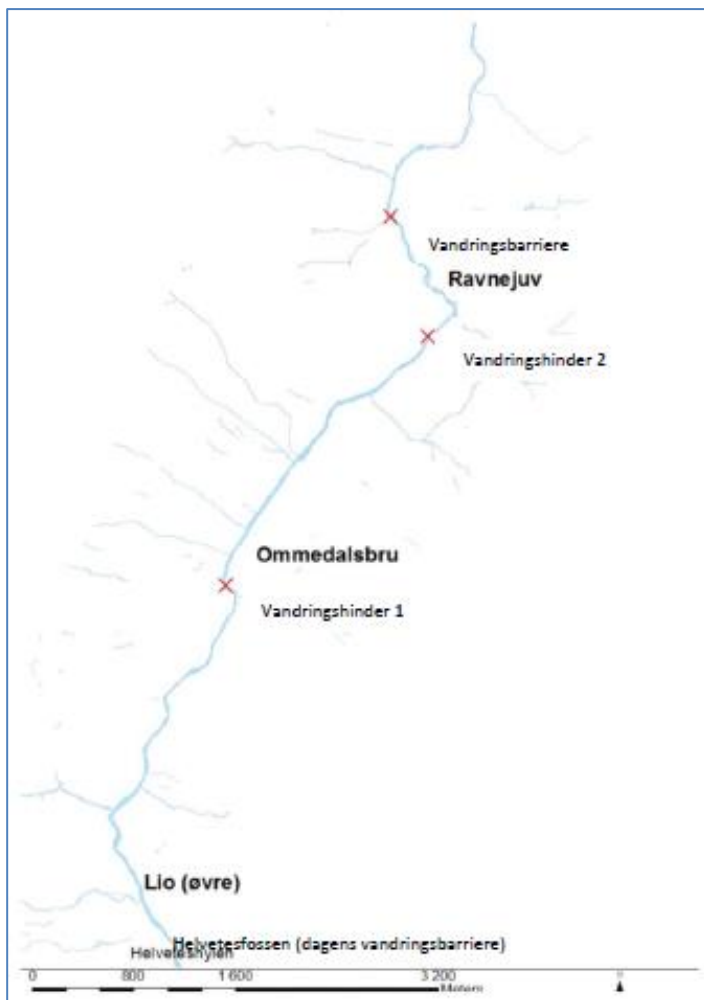 Vandringsbarriere
Ravnejuv
Vandringshinder 2
Ommedalsbru
Vandringshinder 1
Lio (øvre)
Helvetesfossen (dagens vandringsbarriere)
Helveteshylen
0 800 1 600 3 200
Meters